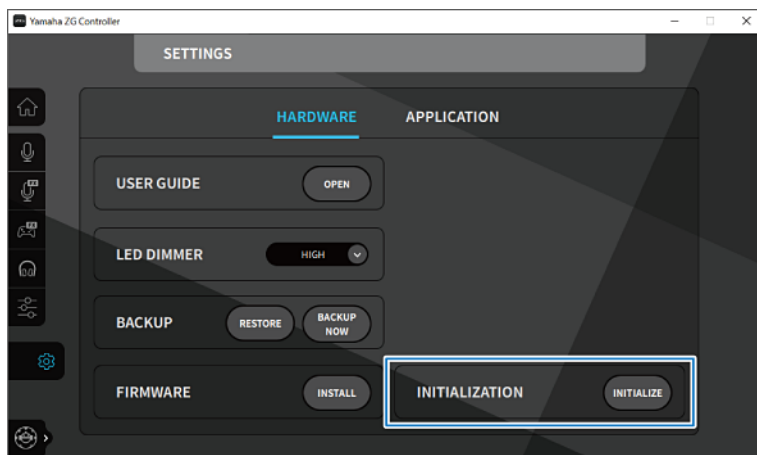 Yamaha ZG Controller
SETTINGS
HARDWARE
APPLICATION
USER GUIDE
OPEN
LED DIMMER
HIGH
BACKUP
RESTORE
BACKUP
NOW
FIRMWARE
INSTALL
INITIALIZATION
INITIALIZE